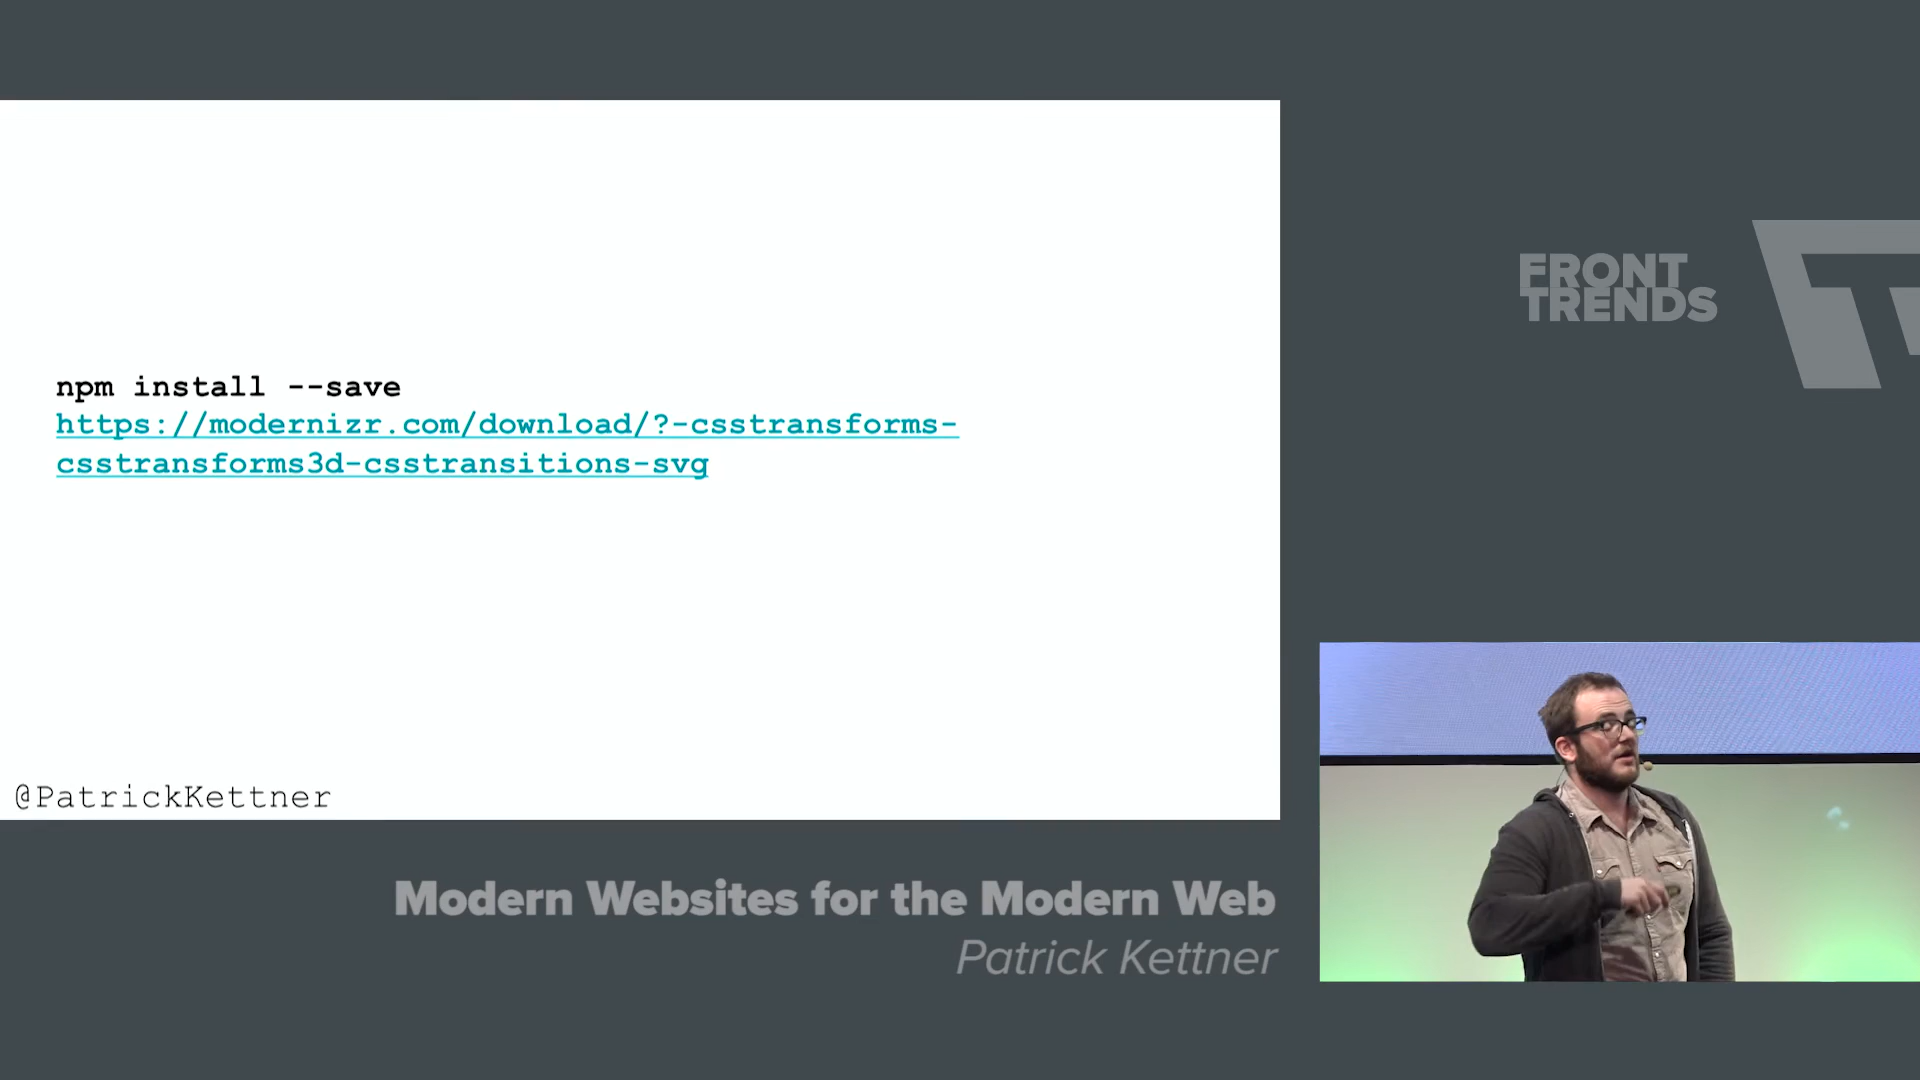 npm install --save
https://modernizr.com/download/?-csstransforms-
csstransforms3d-csstransitions-svg
@PatrickKettner
FRONT
TRENDS
Modern Websites for the Modern Web
Patrick Kettner